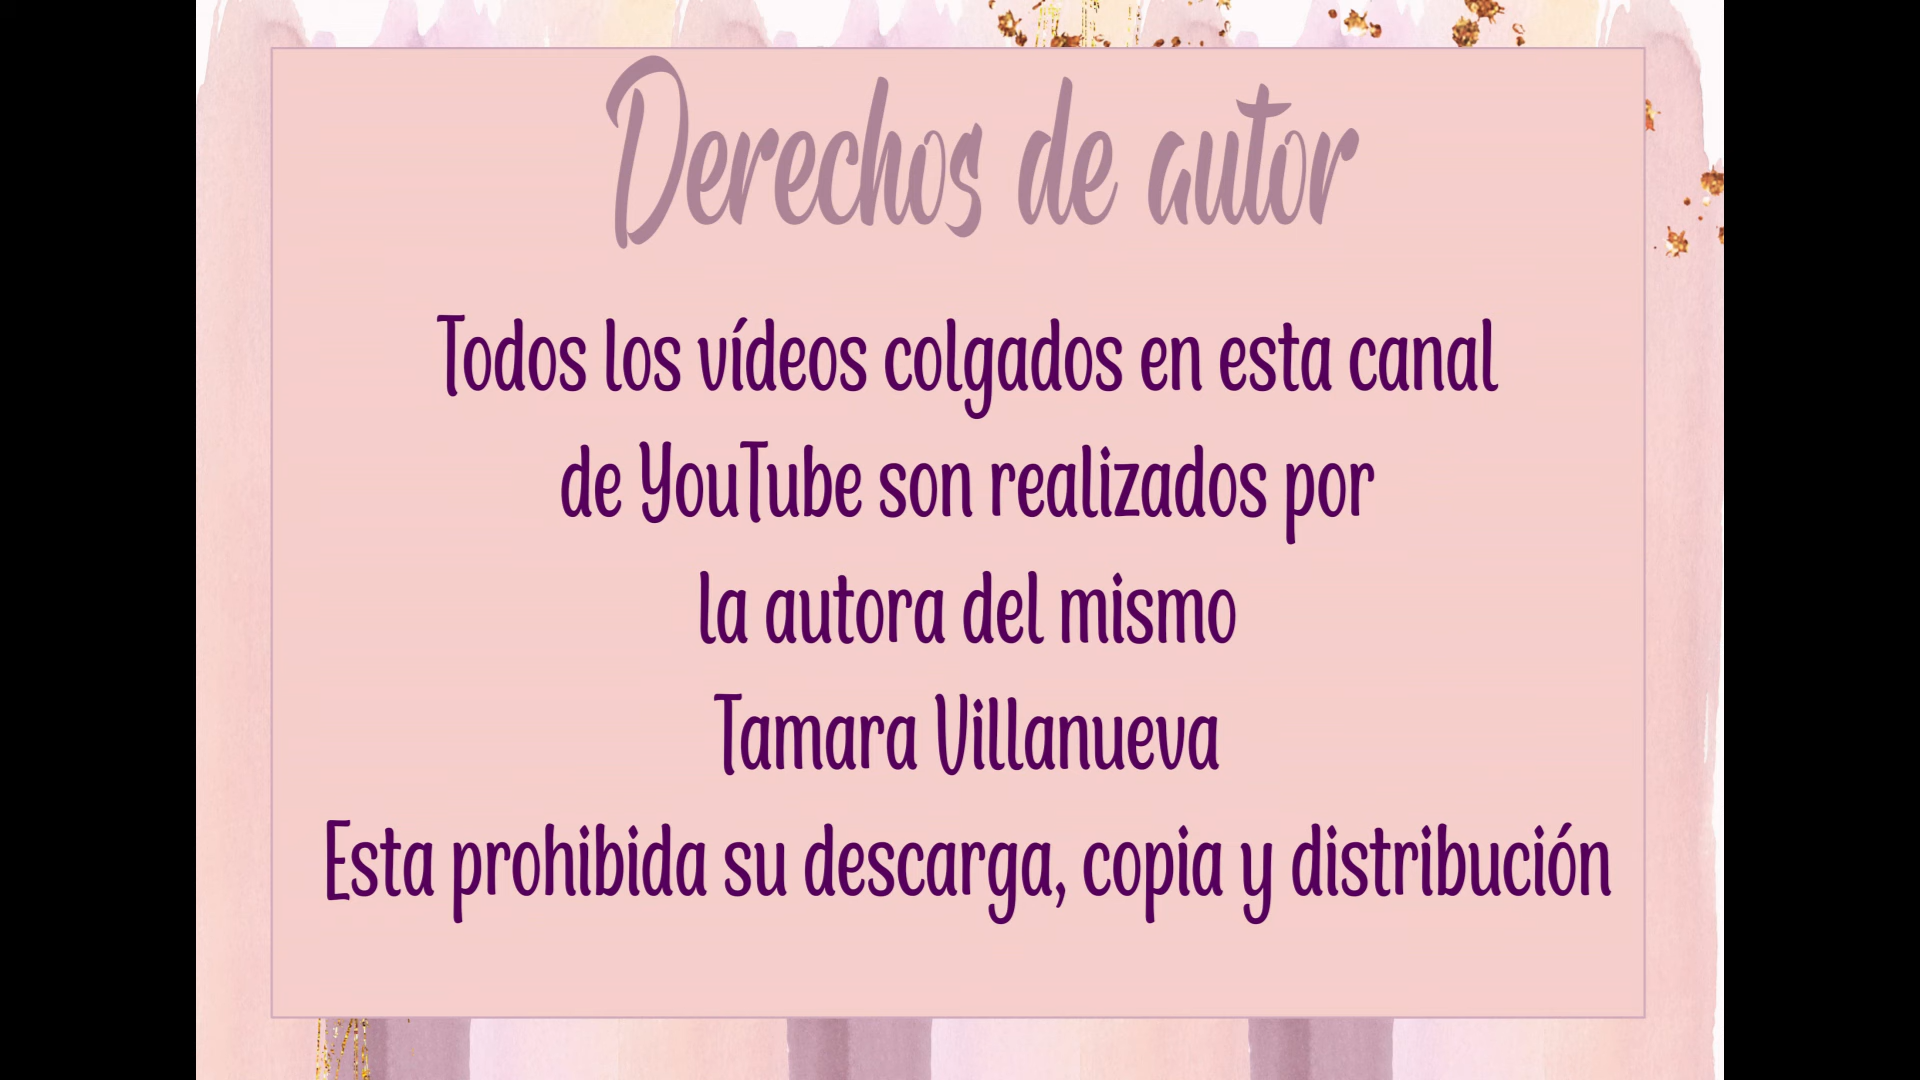 Derechos de autor
Todos los vídeos colgados en esta canal
de YouTube son realizados por
la autora del mismo
Tamara Villanueva
Esta prohibida su descarga, copia y distribución